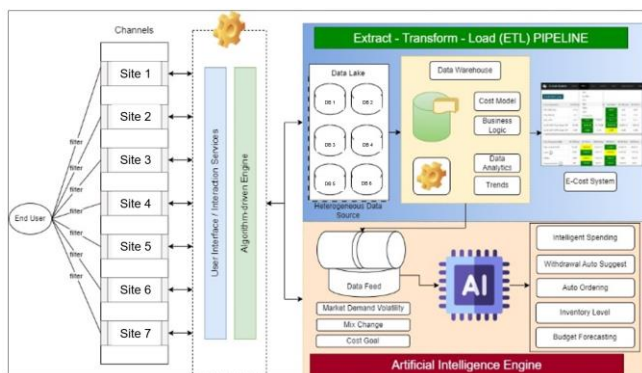 Channels
Site 1
Site 2
Site 3
Site 4
Site 5
Site 6
Site 7
End User
filter
filter
filter
filter
filter
filter
filter
User Interface / Interaction Services
Algorithm-driven Engine
Extract - Transform - Load (ETL) PIPELINE
Data Lake
DB 1
DB 2
DB 3
DB 4
DB 5
DB 6
Heterogeneous Data
Source
Data Warehouse
Cost Model
Business
Logic
Data
Analytics
Trends
E-Cost System
Data Feed
Market Demand Volatility
Mix Change
Cost Goal
AI
Intelligent Spending
Withdrawal Auto Suggest
Auto Ordering
Inventory Level
Budget Forecasting
Artificial Intelligence Engine